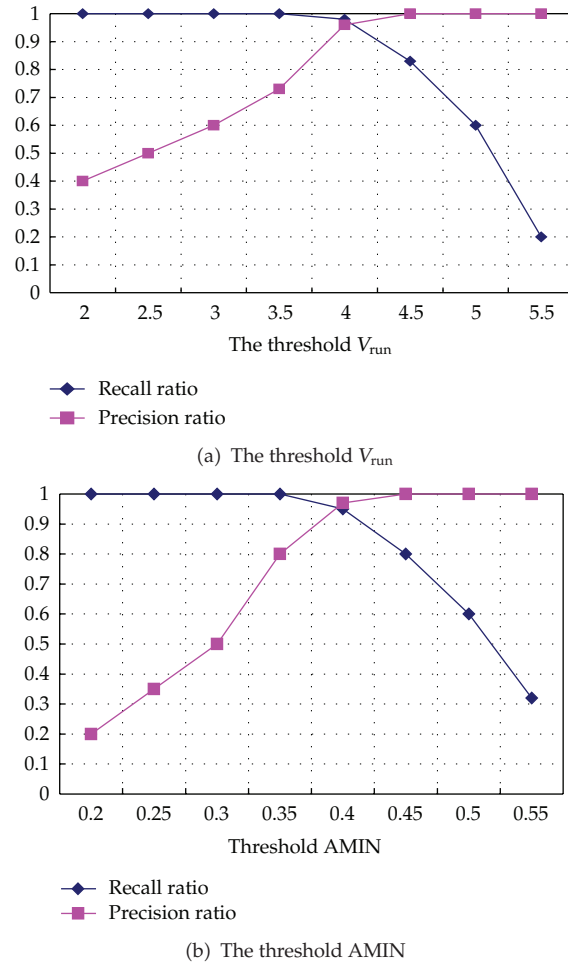 1
0.9
0.8
0.7
0.6
0.5
0.4
0.3
0.2
0.1
0
2 2.5 3 3.5 4 4.5 5 5.5
The threshold Vrun
Recall ratio
Precision ratio
(a) The threshold Vrun
1
0.9
0.8
0.7
0.6
0.5
0.4
0.3
0.2
0.1
0
0.2 0.25 0.3 0.35 0.4 0.45 0.5 0.55
Threshold AMIN
Recall ratio
Precision ratio
(b) The threshold AMIN